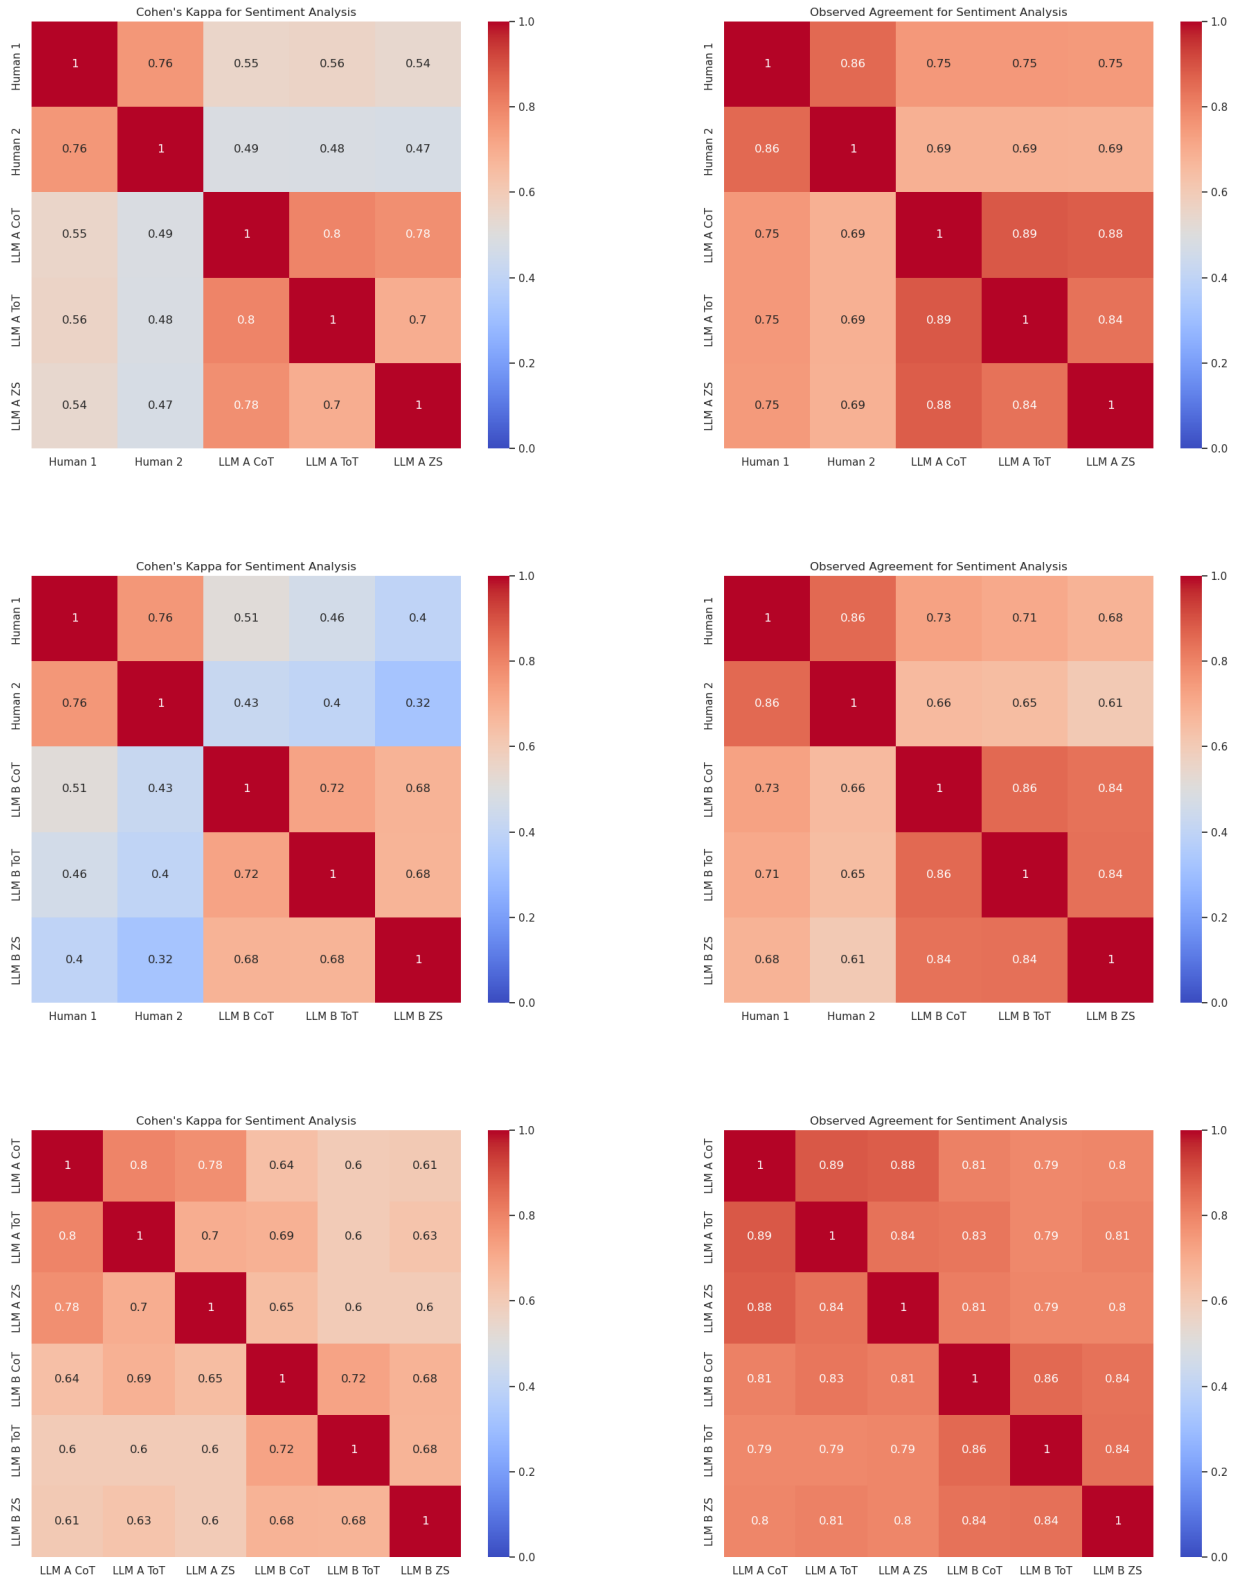 Cohen's Kappa for Sentiment Analysis
Human 1 1 0.76 0.55 0.56 0.54
Human 2 0.76 1 0.49 0.48 0.47
LLM A CoT 0.55 0.49 1 0.8 0.78
LLM A ToT 0.56 0.48 0.8 1 0.7
LLM A ZS 0.54 0.47 0.78 0.7 1
Human 1 Human 2 LLM A CoT LLM A ToT LLM A ZS
1.0
0.8
0.6
0.4
0.2
0.0
Observed Agreement for Sentiment Analysis
Human 1 1 0.86 0.75 0.75 0.75
Human 2 0.86 1 0.69 0.69 0.69
LLM A CoT 0.75 0.69 1 0.89 0.88
LLM A ToT 0.75 0.69 0.89 1 0.84
LLM A ZS 0.75 0.69 0.88 0.84 1
Human 1 Human 2 LLM A CoT LLM A ToT LLM A ZS
1.0
0.8
0.6
0.4
0.2
0.0
Cohen's Kappa for Sentiment Analysis
Human 1 1 0.76 0.51 0.46 0.4
Human 2 0.76 1 0.43 0.4 0.32
LLM B CoT 0.51 0.43 1 0.72 0.68
LLM B ToT 0.46 0.4 0.72 1 0.68
LLM B ZS 0.4 0.32 0.68 0.68 1
Human 1 Human 2 LLM B CoT LLM B ToT LLM B ZS
1.0
0.8
0.6
0.4
0.2
0.0
Observed Agreement for Sentiment Analysis
Human 1 1 0.86 0.73 0.71 0.68
Human 2 0.86 1 0.66 0.65 0.61
LLM B CoT 0.73 0.66 1 0.86 0.84
LLM B ToT 0.71 0.65 0.86 1 0.84
LLM B ZS 0.68 0.61 0.84 0.84 1
Human 1 Human 2 LLM B CoT LLM B ToT LLM B ZS
1.0
0.8
0.6
0.4
0.2
0.0
Cohen's Kappa for Sentiment Analysis
LLM A CoT 1 0.8 0.78 0.64 0.6 0.61
LLM A ToT 0.8 1 0.7 0.69 0.6 0.63
LLM A ZS 0.78 0.7 1 0.65 0.6 0.6
LLM B CoT 0.64 0.69 0.65 1 0.72 0.68
LLM B ToT 0.6 0.6 0.6 0.72 1 0.68
LLM B ZS 0.61 0.63 0.6 0.68 0.68 1
LLM A CoT LLM A ToT LLM A ZS LLM B CoT LLM B ToT LLM B ZS
1.0
0.8
0.6
0.4
0.2
0.0
Observed Agreement for Sentiment Analysis
LLM A CoT 1 0.89 0.88 0.81 0.79 0.8
LLM A ToT 0.89 1 0.84 0.83 0.79 0.81
LLM A ZS 0.88 0.84 1 0.81 0.79 0.8
LLM B CoT 0.81 0.83 0.81 1 0.86 0.84
LLM B ToT 0.79 0.79 0.79 0.86 1 0.84
LLM B ZS 0.8 0.81 0.8 0.84 0.84 1
LLM A CoT LLM A ToT LLM A ZS LLM B CoT LLM B ToT LLM B ZS
1.0
0.8
0.6
0.4
0.2
0.0